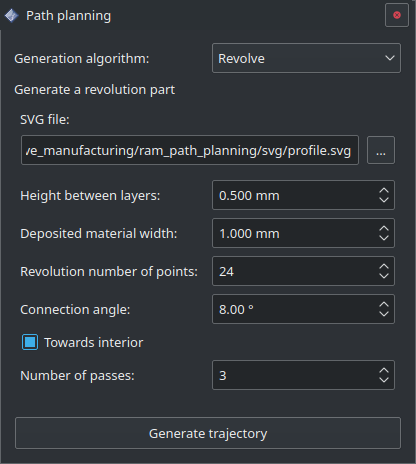 Path planning
Generation algorithm: Revolve
Generate a revolution part
SVG file:
ve_manufacturing/ram_path_planning/svg/profile.svg ...
Height between layers: 0.500 mm
Deposited material width: 1.000 mm
Revolution number of points: 24
Connection angle: 8.00 °
Towards interior
Number of passes: 3
Generate trajectory